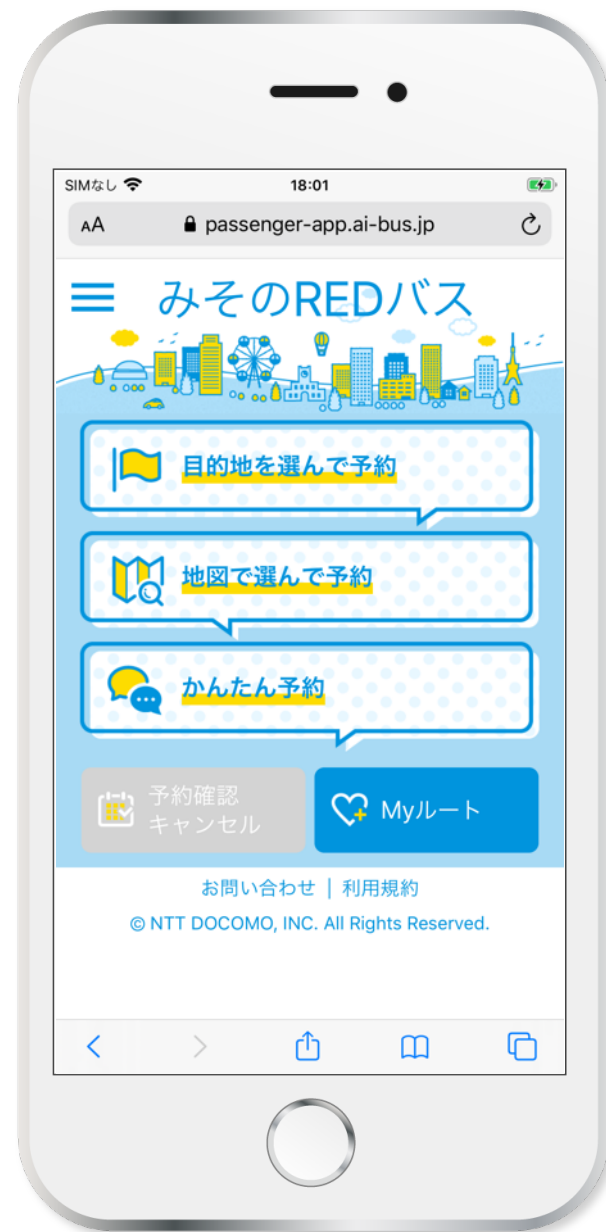 SIMなし 18:01
AA passenger-app.ai-bus.jp
みそのREDバス
目的地を選んで予約
地図で選んで予約
かんたん予約
予約確認
キャンセル
Myルート
お問い合わせ | 利用規約
© NTT DOCOMO, INC. All Rights Reserved.